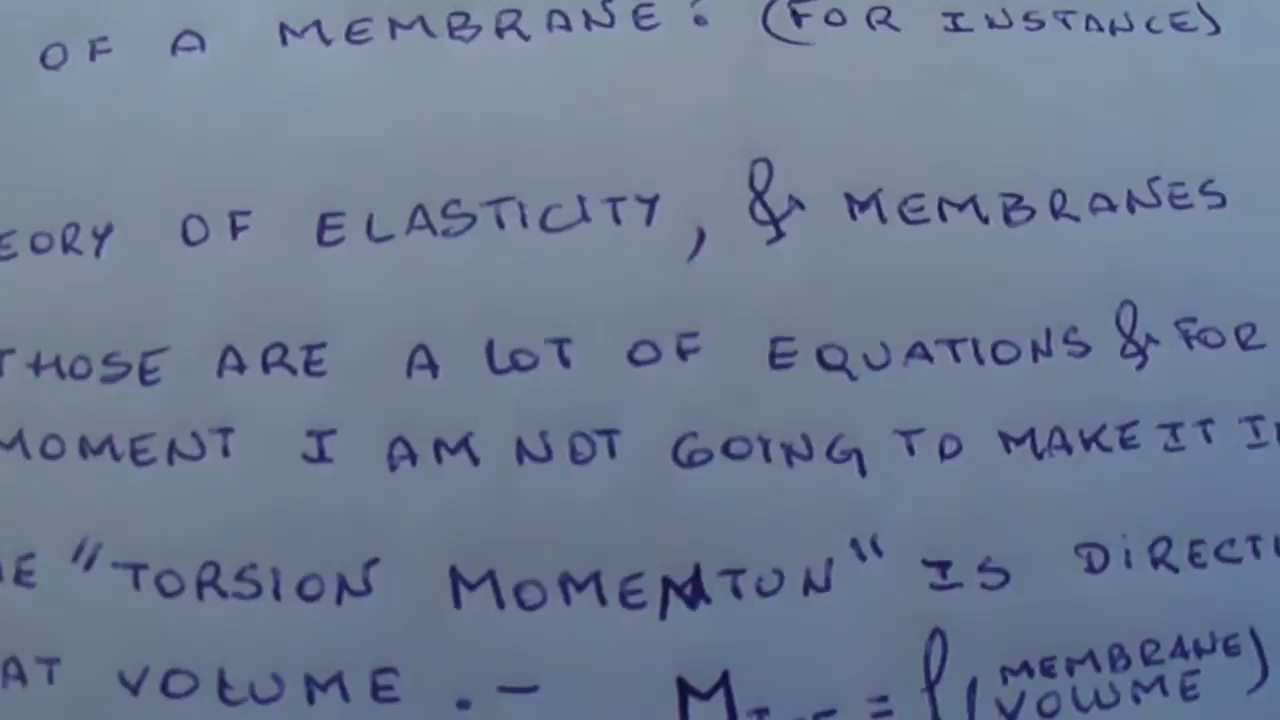 OF A MEMBRANE: (FOR INSTANCE)
EORY OF ELASTICITY, & MEMBRANES
THOSE ARE A LOT OF EQUATIONS & FOR
MOMENT I AM NOT GOING TO MAKE IT I
E "TORSION MOMENTUN" IS DIRECT
AT VOLUME.- M = f(MEMBRANE VOLUME)